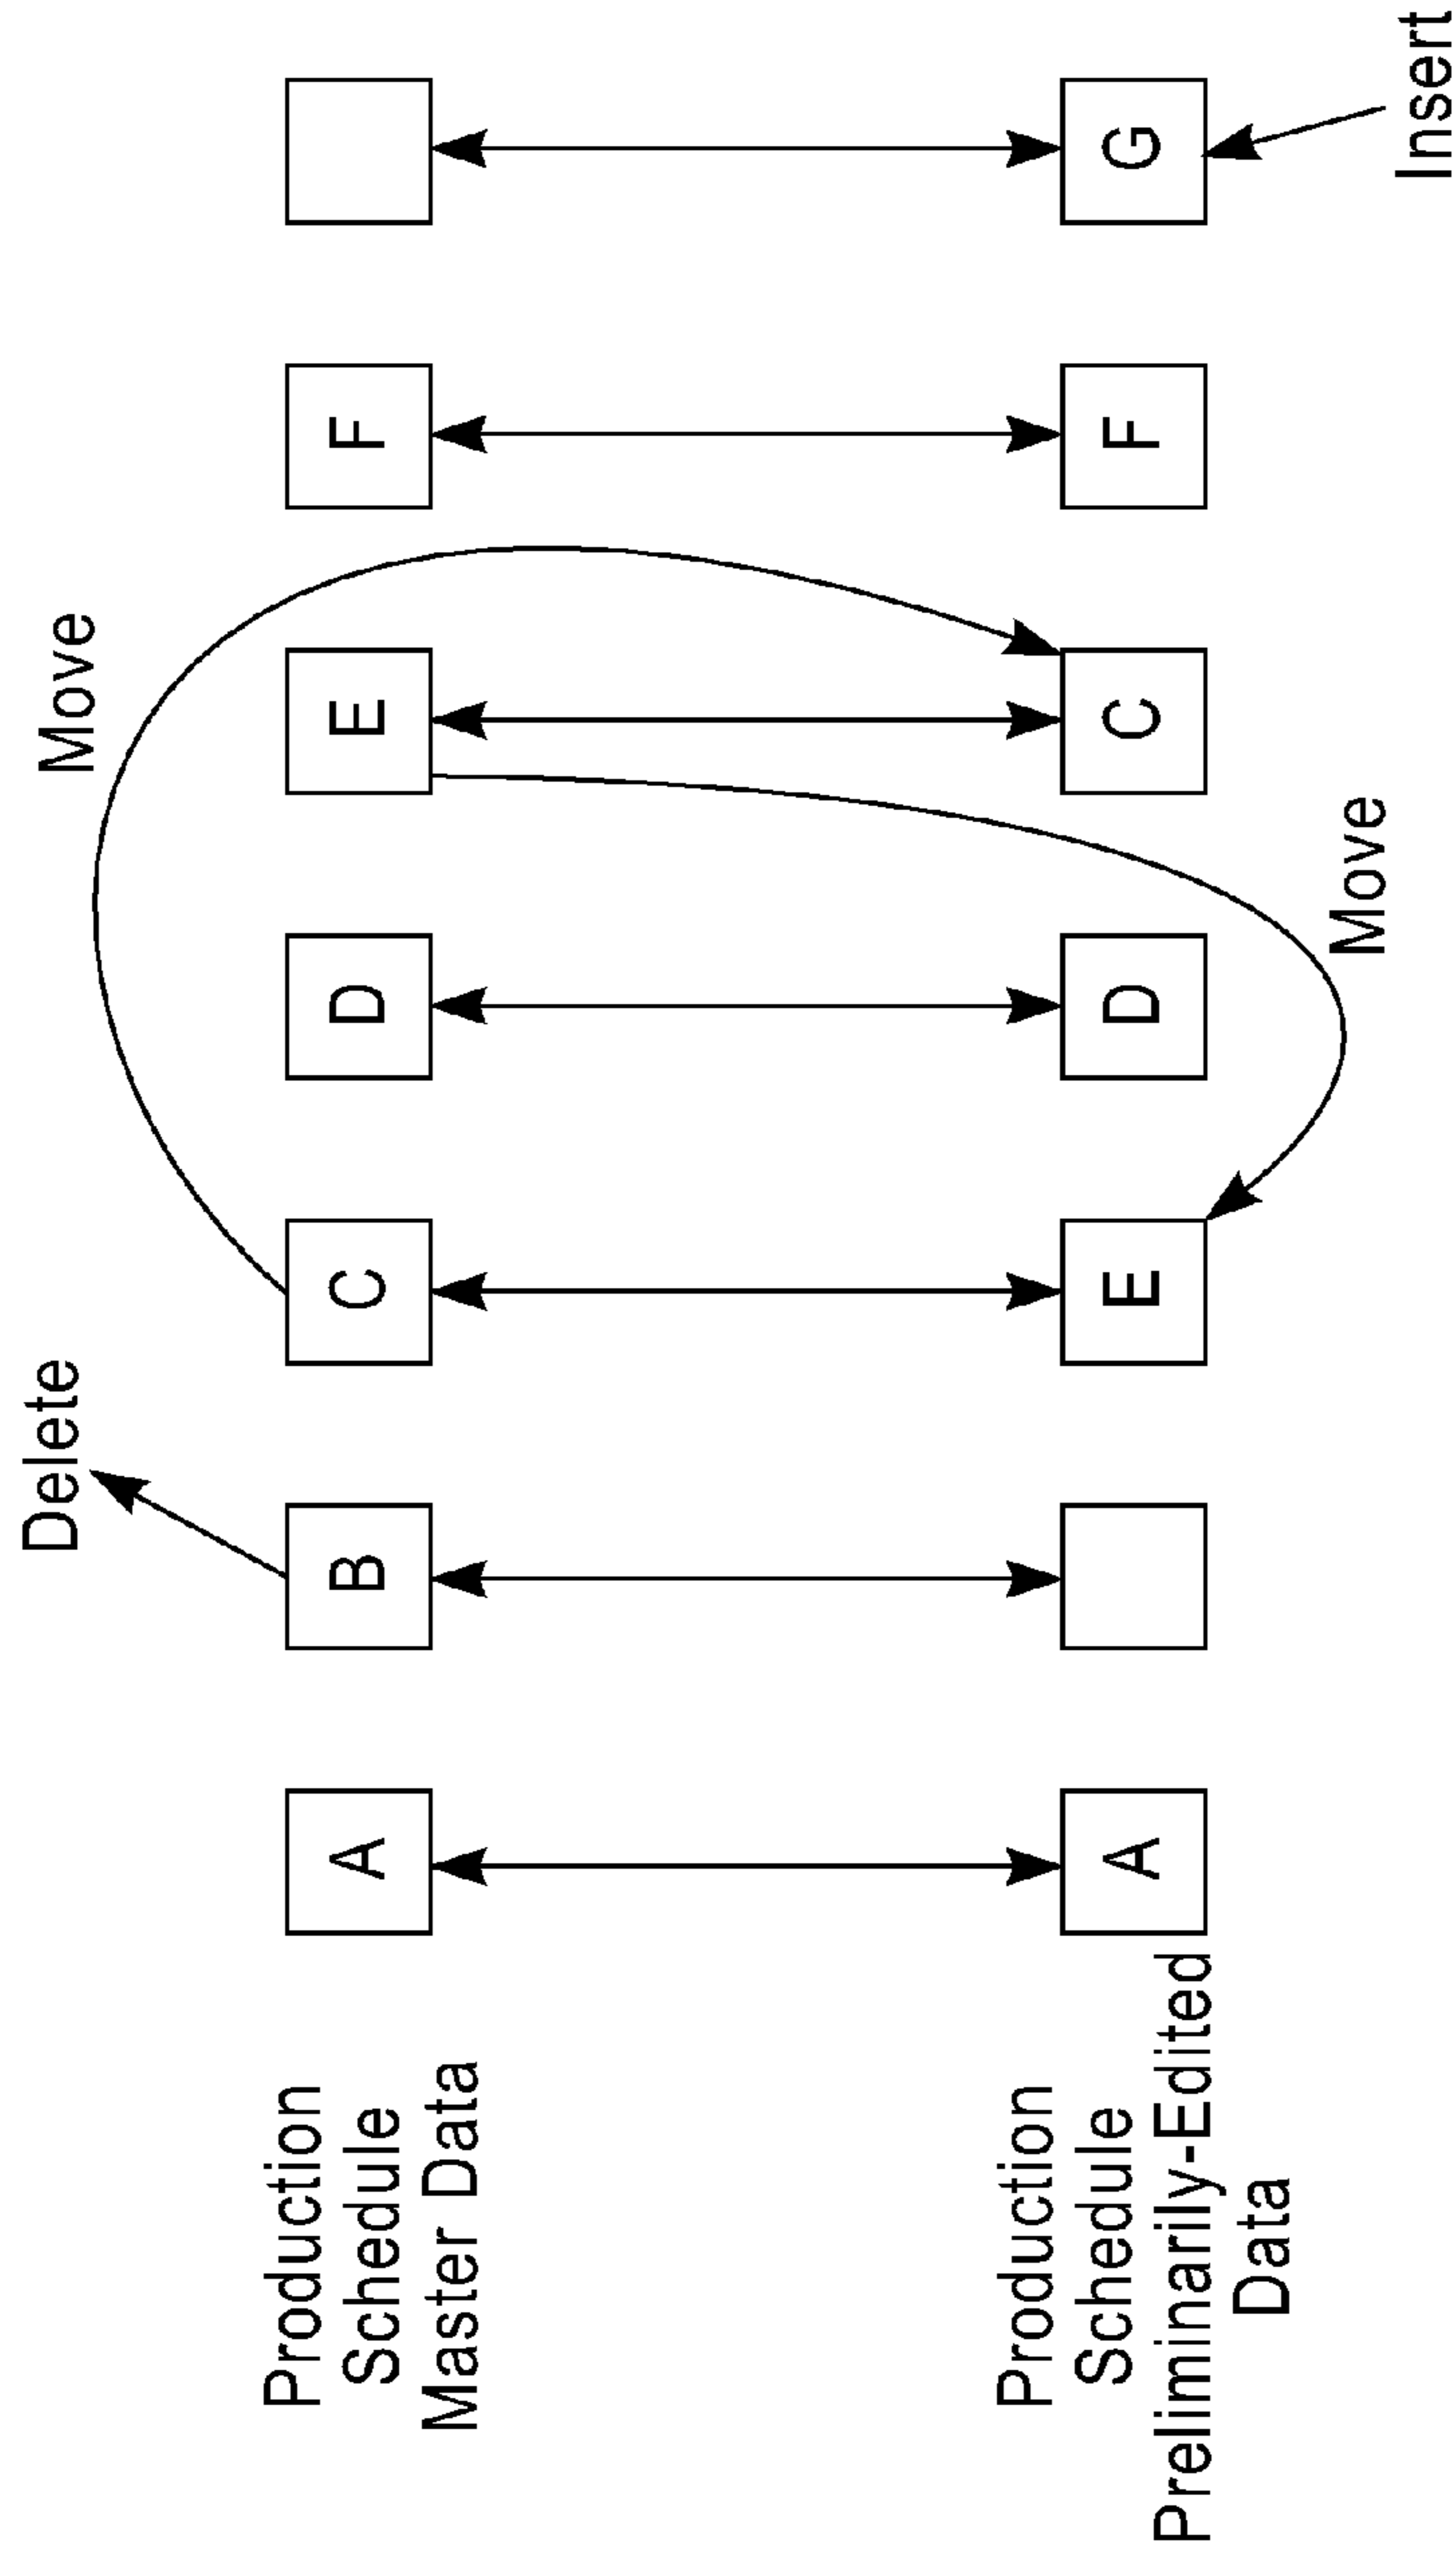 Delete
Move
Production
Schedule
Master Data
A
B
C
D
E
F
Production
Schedule
Preliminarily-Edited
Data
A
E
D
C
F
G
Move
Insert